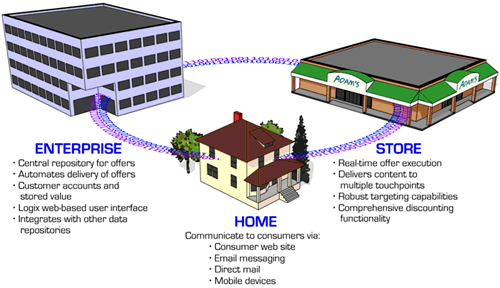 ADAM'S
ADAM'S
ENTERPRISE
• Central repository for offers
• Automates delivery of offers
• Customer accounts and
stored value
• Logix web-based user interface
• Integrates with other data
repositories
STORE
• Real-time offer execution
• Delivers content to
multiple touchpoints
• Robust targeting capabilities
• Comprehensive discounting
functionality
HOME
Communicate to consumers via:
• Consumer web site
• Email messaging
• Direct mail
• Mobile devices